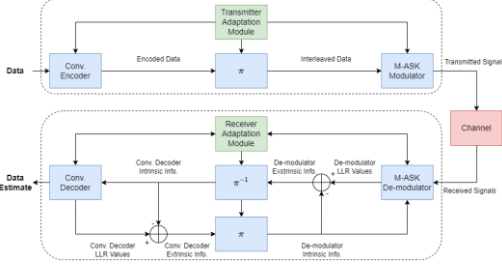 Transmitter
Adaptation
Module
Encoded Data
Interleaved Data
Transmitted Signal
Data
Conv.
Encoder
π
M-ASK
Modulator
Channel
Receiver
Adaptation
Module
Conv. Decoder
Intrinsic Info.
De-modulator
Exstrinsic Info.
De-modulator
LLR Values
Data
Estimate
Conv.
Decoder
π⁻¹
+
-
M-ASK
De-modulator
Received Signals
-
+
π
Conv. Decoder
LLR Values
Conv. Decoder
Extrinsic Info.
De-modulator
Intrinsic Info.